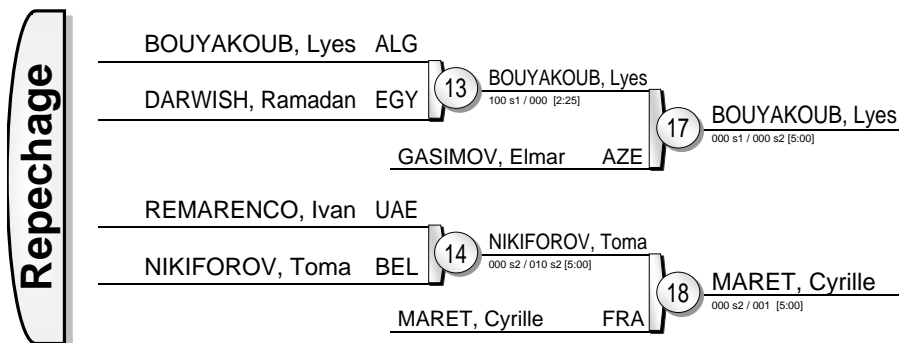 Repechage
BOUYAKOUB, Lyes ALG
DARWISH, Ramadan EGY
13
BOUYAKOUB, Lyes
100 s1 / 000 [2:25]
GASIMOV, Elmar AZE
17
BOUYAKOUB, Lyes
000 s1 / 000 s2 [5:00]
REMARENCO, Ivan UAE
NIKIFOROV, Toma BEL
14
NIKIFOROV, Toma
000 s2 / 010 s2 [5:00]
MARET, Cyrille FRA
18
MARET, Cyrille
000 s2 / 001 [5:00]